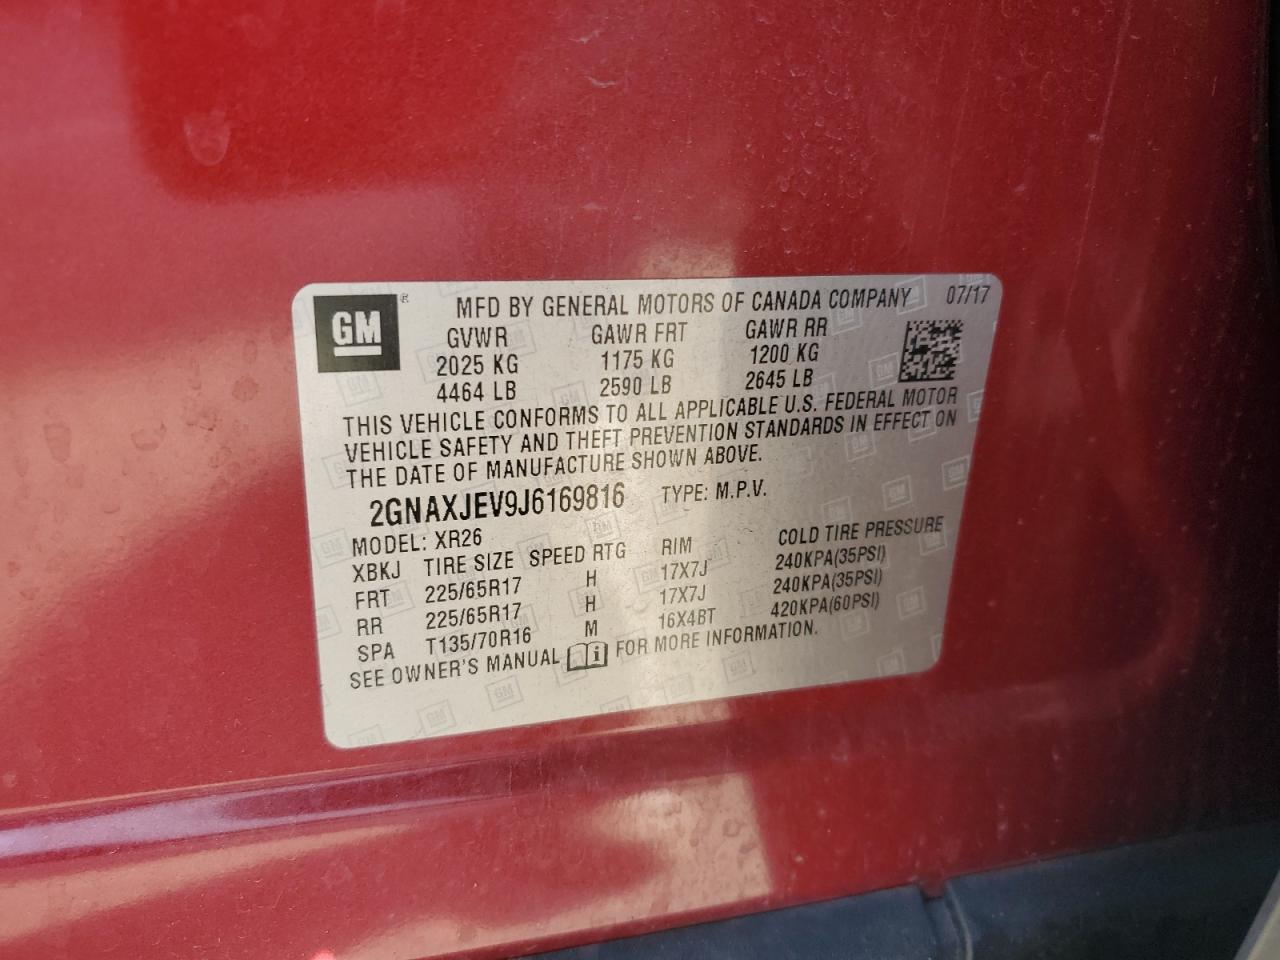 GM ® MFD BY GENERAL MOTORS OF CANADA COMPANY 07/17
GVWR GAWR FRT GAWR RR
2025 KG 1175 KG 1200 KG
4464 LB 2590 LB 2645 LB
THIS VEHICLE CONFORMS TO ALL APPLICABLE U.S. FEDERAL MOTOR
VEHICLE SAFETY AND THEFT PREVENTION STANDARDS IN EFFECT ON
THE DATE OF MANUFACTURE SHOWN ABOVE.
2GNAXJEV9J6169816 TYPE: M.P.V.
MODEL: XR26
XBKJ TIRE SIZE SPEED RTG RIM COLD TIRE PRESSURE
FRT 225/65R17 H 17X7J 240KPA(35PSI)
RR 225/65R17 H 17X7J 240KPA(35PSI)
SPA T135/70R16 M 16X4BT 420KPA(60PSI)
SEE OWNER'S MANUAL i FOR MORE INFORMATION.